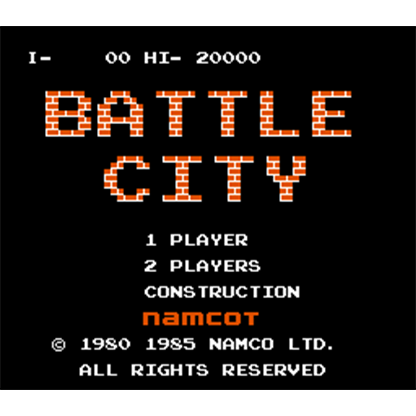 I- 00 HI- 20000
BATTLE
CITY
1 PLAYER
2 PLAYERS
CONSTRUCTION
namcot
© 1980 1985 NAMCO LTD.
ALL RIGHTS RESERVED